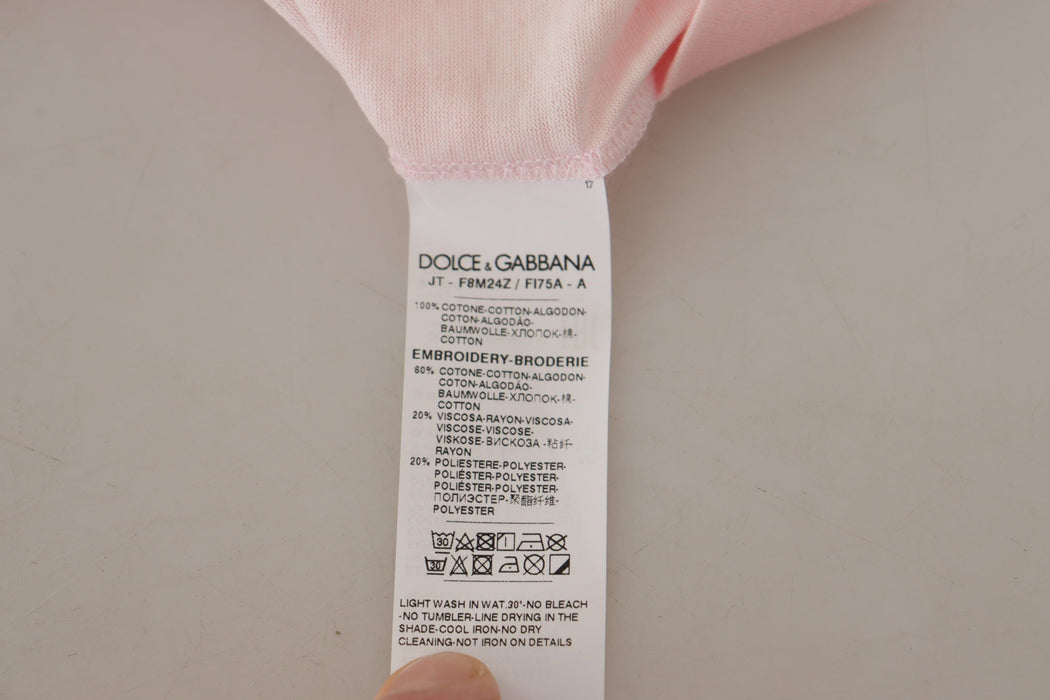 17
DOLCE & GABBANA
JT - F8M24Z / FI75A - A
100% COTONE-COTTON-ALGODON-
COTON-ALGODÃO-
BAUMWOLLE-ХЛОПОК-棉-
COTTON
EMBROIDERY-BRODERIE
60% COTONE-COTTON-ALGODON-
COTON-ALGODÃO-
BAUMWOLLE-ХЛОПОК-棉-
COTTON
20% VISCOSA-RAYON-VISCOSA-
VISCOSE-VISCOSE-
VISKOSE-ВИСКОЗА -粘纤-
RAYON
20% POLIESTERE-POLYESTER-
POLIÉSTER-POLYESTER-
POLIÉSTER-POLYESTER-
ПОЛИЭСТЕР-聚酯纤维-
POLYESTER
30
30
LIGHT WASH IN WAT.30°-NO BLEACH
-NO TUMBLER-LINE DRYING IN THE
SHADE-COOL IRON-NO DRY
CLEANING-NOT IRON ON DETAILS